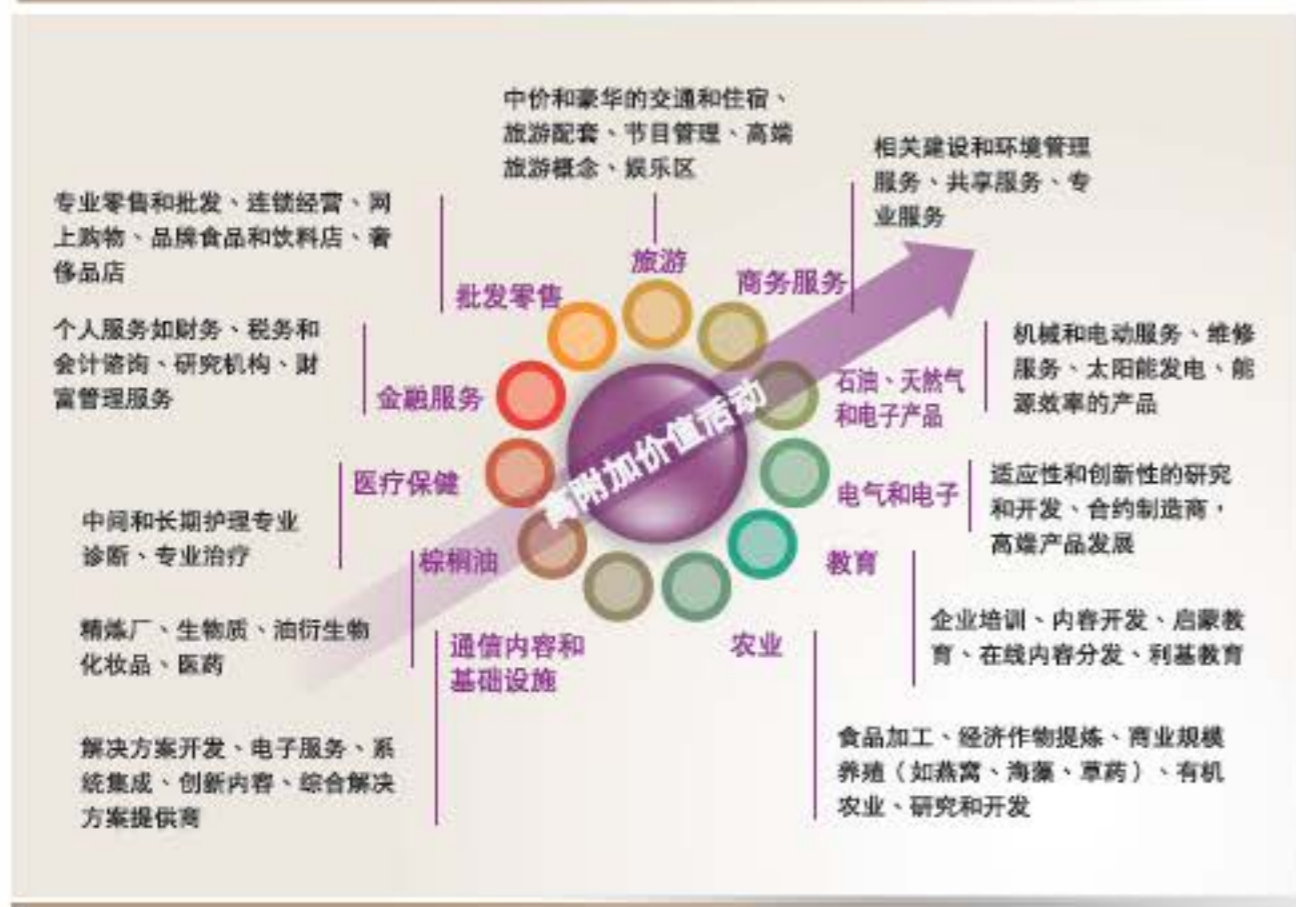 中价和豪华的交通和住宿、
旅游配套、节目管理、高端
旅游概念、娱乐区
旅游
相关建设和环境管理
服务、共享服务、专
业服务
商务服务
专业零售和批发、连锁经营、网
上购物、品牌食品和饮料店、奢
侈品店
批发零售
个人服务如财务、税务和
会计谘询、研究机构、财
富管理服务
金融服务
机械和电动服务、维修
服务、太阳能发电、能
源效率的产品
石油、天然气
和电子产品
高附加价值活动
医疗保健
中间和长期护理专业
诊断、专业治疗
电气和电子
适应性和创新性的研究
和开发、合约制造商，
高端产品发展
棕榈油
精炼厂、生物质、油衍生物
化妆品、医药
教育
企业培训、内容开发、启蒙教
育、在线内容分发、利基教育
通信内容和
基础设施
解决方案开发、电子服务、系
统集成、创新内容、综合解决
方案提供商
农业
食品加工、经济作物提炼、商业规模
养殖（如燕窝、海藻、草药）、有机
农业、研究和开发